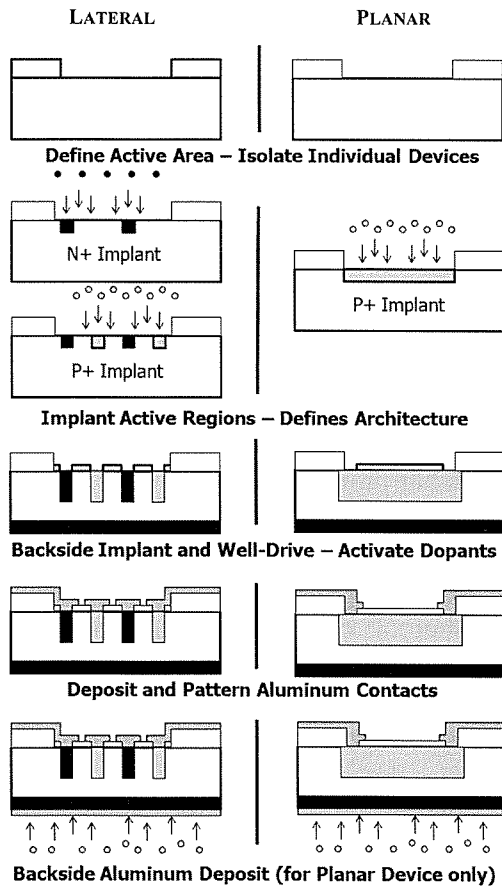 LATERAL PLANAR
Define Active Area – Isolate Individual Devices
N+ Implant
P+ Implant
P+ Implant
Implant Active Regions – Defines Architecture
Backside Implant and Well-Drive – Activate Dopants
Deposit and Pattern Aluminum Contacts
Backside Aluminum Deposit (for Planar Device only)